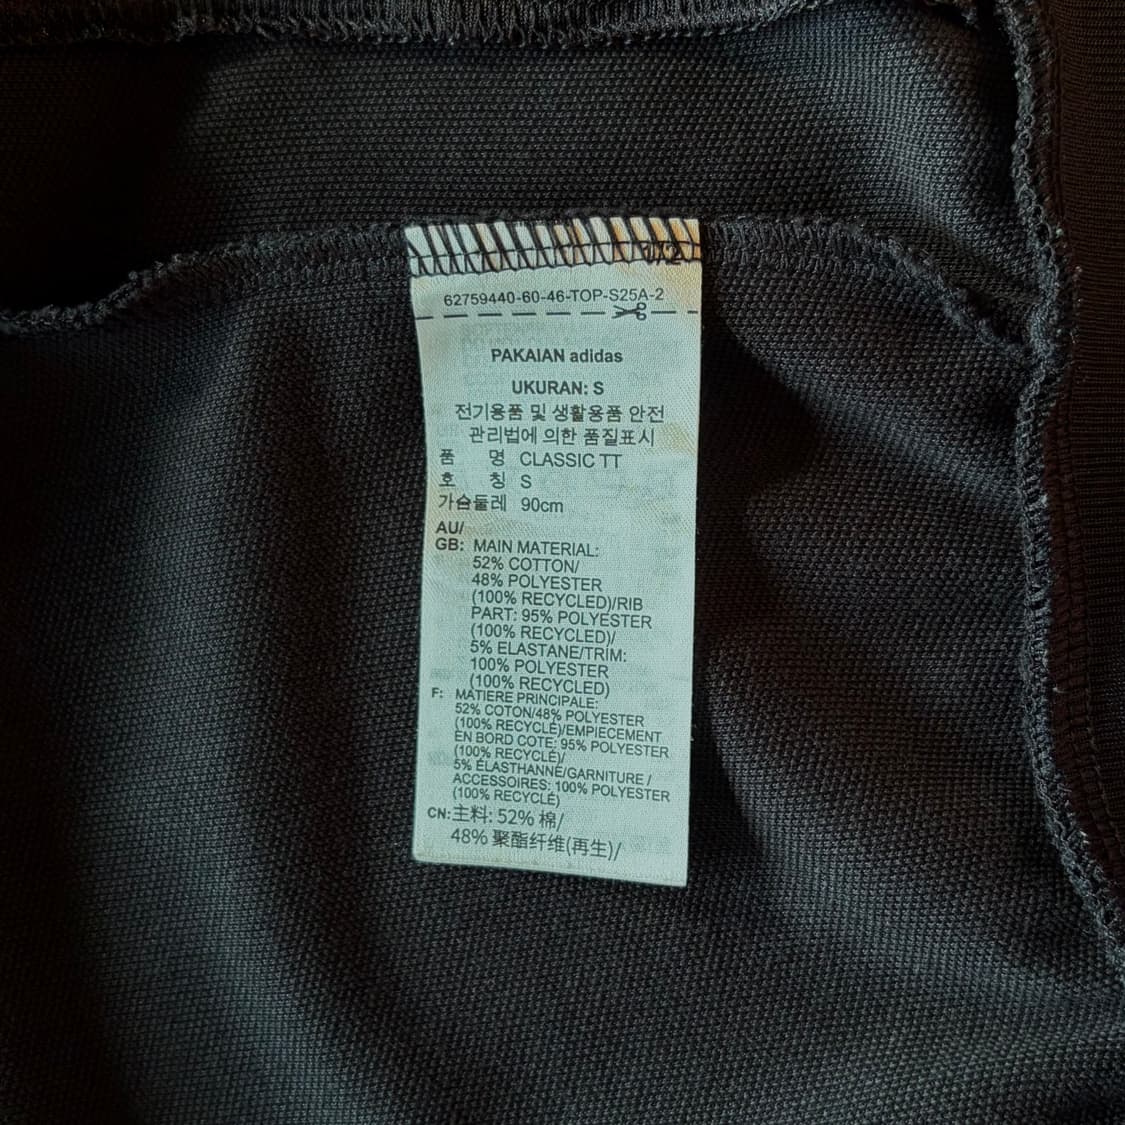 1/2
62759440-60-46-TOP-S25A-2
PAKAIAN adidas
UKURAN: S
전기용품 및 생활용품 안전
관리법에 의한 품질표시
품 명 CLASSIC TT
호 칭 S
가슴둘레 90cm
AU/
GB: MAIN MATERIAL:
52% COTTON/
48% POLYESTER
(100% RECYCLED)/RIB
PART: 95% POLYESTER
(100% RECYCLED)/
5% ELASTANE/TRIM:
100% POLYESTER
(100% RECYCLED)
F: MATIERE PRINCIPALE:
52% COTON/48% POLYESTER
(100% RECYCLÉ)/EMPIECEMENT
EN BORD COTE: 95% POLYESTER
(100% RECYCLÉ)/
5% ÉLASTHANNE/GARNITURE /
ACCESSOIRES: 100% POLYESTER
(100% RECYCLÉ)
CN: 主料: 52% 棉/
48% 聚酯纤维(再生)/